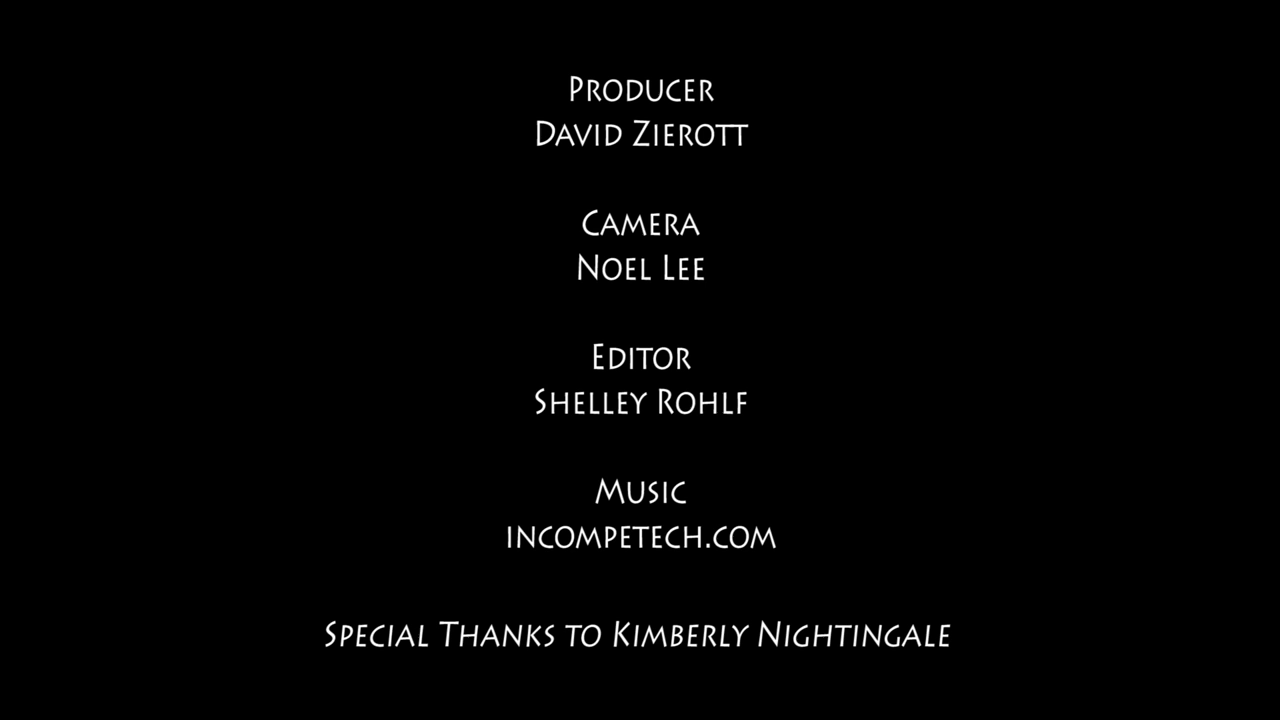 Producer
David Zierott
Camera
Noel Lee
Editor
Shelley Rohlf
Music
incompetech.com
Special Thanks to Kimberly Nightingale